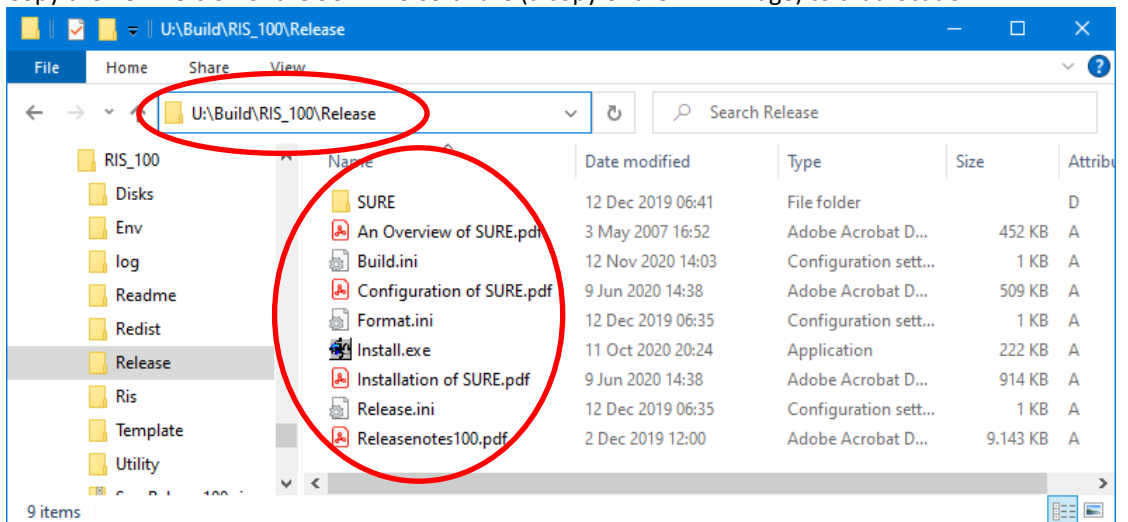 U:\Build\RIS_100\Release
File Home Share View
U:\Build\RIS_100\Release Search Release
RIS_100 Name Date modified Type Size
Disks SURE 12 Dec 2019 06:41 File folder D
Env An Overview of SURE.pdf 3 May 2007 16:52 Adobe Acrobat D... 452 KB A
log Build.ini 12 Nov 2020 14:03 Configuration sett... 1 KB A
Readme Configuration of SURE.pdf 9 Jun 2020 14:38 Adobe Acrobat D... 509 KB A
Redist Format.ini 12 Dec 2019 06:35 Configuration sett... 1 KB A
Release Install.exe 11 Oct 2020 20:24 Application 222 KB A
Ris Installation of SURE.pdf 9 Jun 2020 14:38 Adobe Acrobat D... 914 KB A
Template Release.ini 12 Dec 2019 06:35 Configuration sett... 1 KB A
Utility Releasenotes100.pdf 2 Dec 2019 12:00 Adobe Acrobat D... 9.143 KB A
9 items